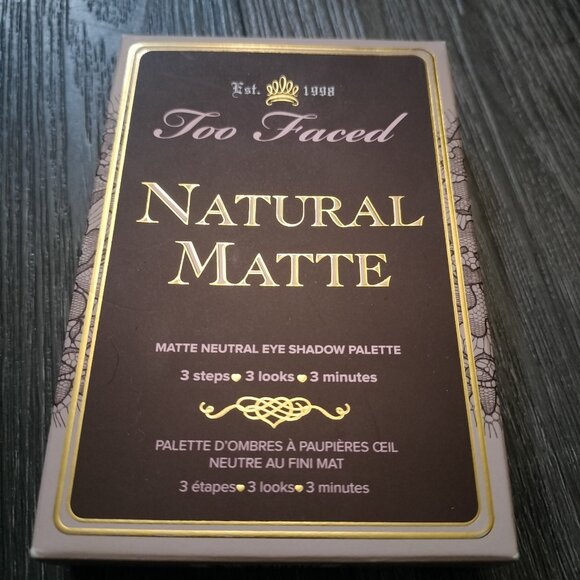 Est. 1998
Too Faced
NATURAL
MATTE
MATTE NEUTRAL EYE SHADOW PALETTE
3 steps 3 looks 3 minutes
PALETTE D'OMBRES À PAUPIÈRES ŒIL
NEUTRE AU FINI MAT
3 étapes 3 looks 3 minutes